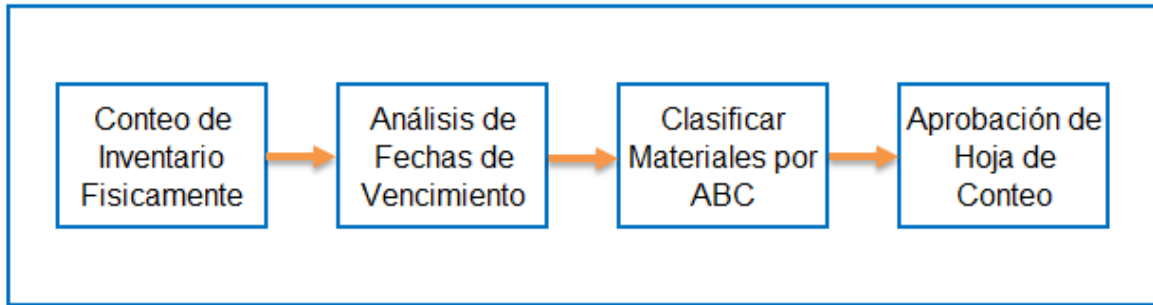 Conteo de
Inventario
Fisicamente
Análisis de
Fechas de
Vencimiento
Clasificar
Materiales por
ABC
Aprobación de
Hoja de
Conteo